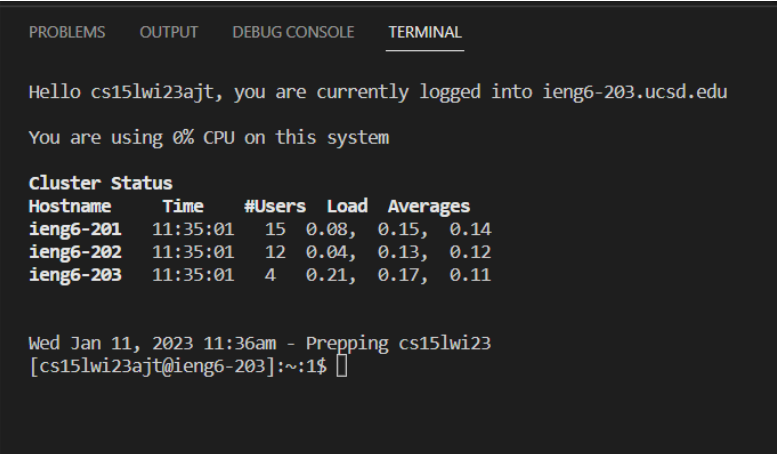 PROBLEMS OUTPUT DEBUG CONSOLE TERMINAL
Hello cs15lwi23ajt, you are currently logged into ieng6-203.ucsd.edu
You are using 0% CPU on this system
Cluster Status
Hostname Time #Users Load Averages
ieng6-201 11:35:01 15 0.08, 0.15, 0.14
ieng6-202 11:35:01 12 0.04, 0.13, 0.12
ieng6-203 11:35:01 4 0.21, 0.17, 0.11
Wed Jan 11, 2023 11:36am - Prepping cs15lwi23
[cs15lwi23ajt@ieng6-203]:~:1$